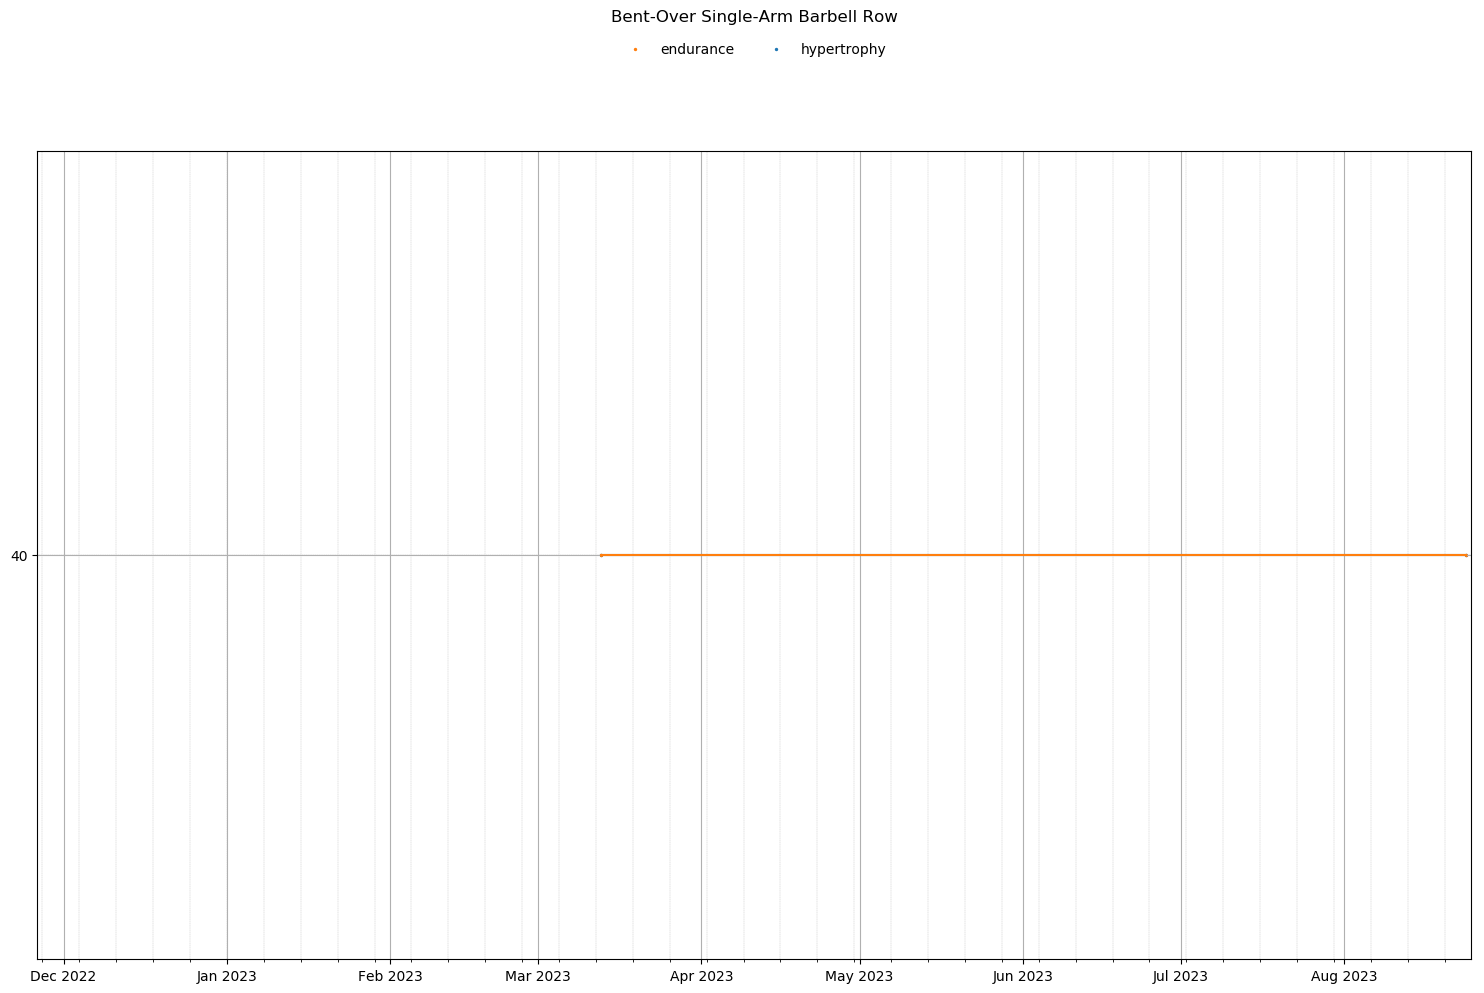 Bent-Over Single-Arm Barbell Row
endurance hypertrophy
40
Dec 2022 Jan 2023 Feb 2023 Mar 2023 Apr 2023 May 2023 Jun 2023 Jul 2023 Aug 2023